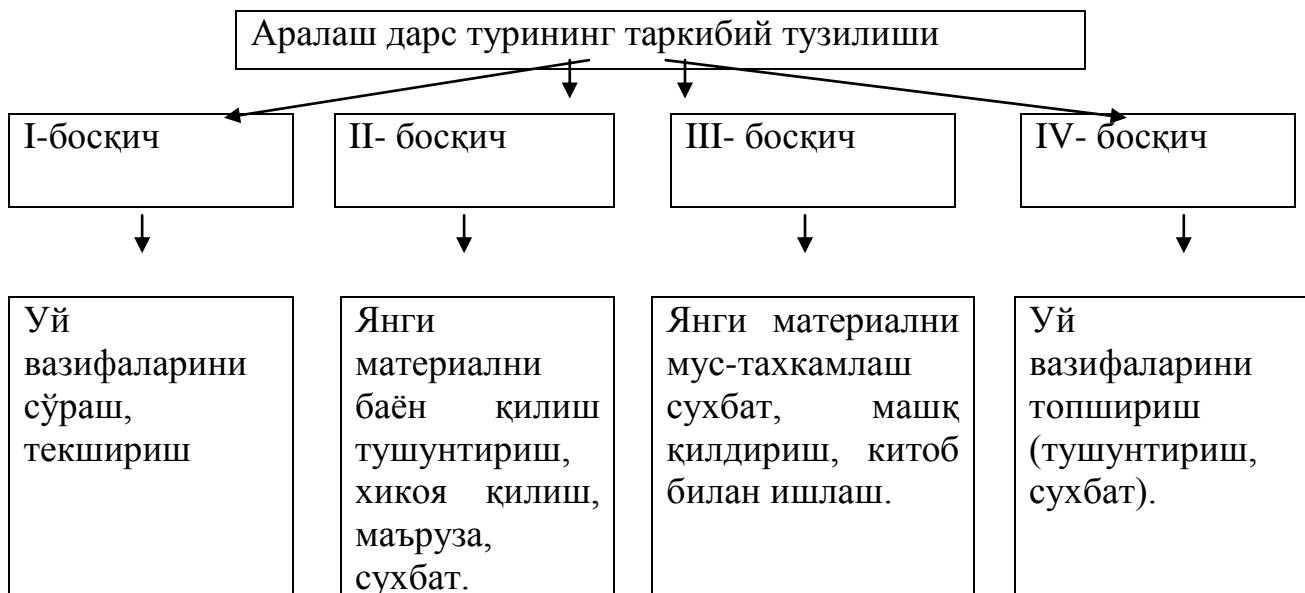 Аралаш дарс турининг таркибий тузилиши
I-босқич
II- босқич
III- босқич
IV- босқич
Уй
вазифаларини
сўраш,
текшириш
Янги
материални
баён қилиш
тушунтириш,
хикоя қилиш,
маъруза,
сухбат.
Янги материални
мус-тахкамлаш
сухбат, машқ
қилдириш, китоб
билан ишлаш.
Уй
вазифаларини
топшириш
(тушунтириш,
сухбат).